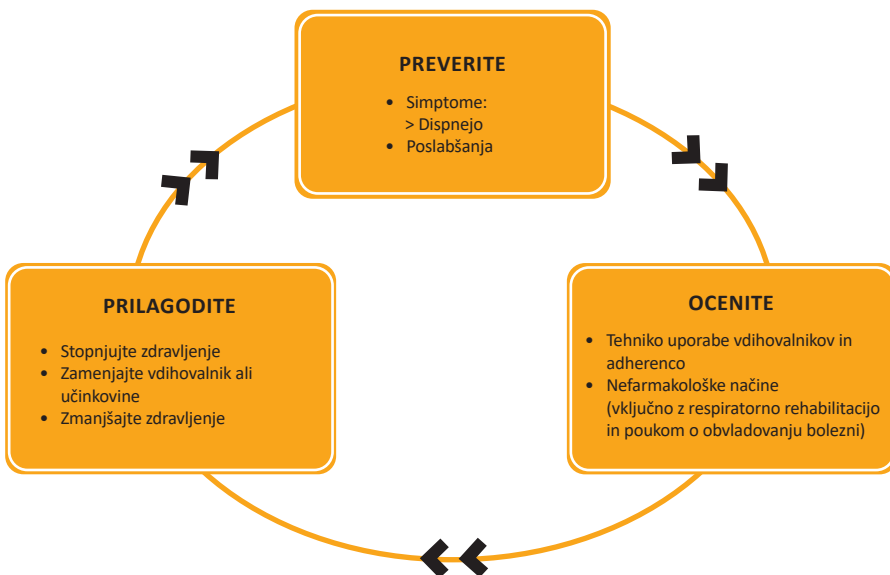 PREVERITE
• Simptome:
> Dispnejo
• Poslabšanja
PRILAGODITE
• Stopnjujte zdravljenje
• Zamenjajte vdihovalnik ali
učinkovine
• Zmanjšajte zdravljenje
OCENITE
• Tehniko uporabe vdihovalnikov in
adherenco
• Nefarmakološke načine
(vključno z respiratorno rehabilitacijo
in poukom o obvladovanju bolezni)